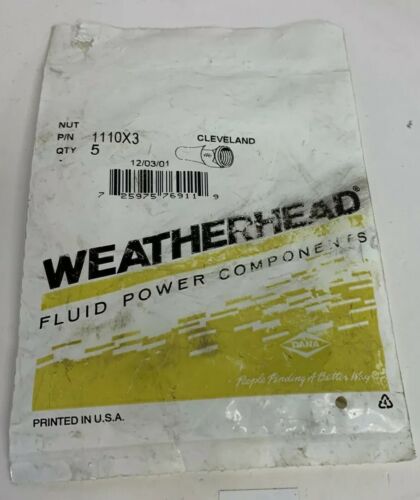 NUT
P/N 1110X3 CLEVELAND
QTY 5
12/03/01
7 25975 76911 9
WEATHERHEAD®
FLUID POWER COMPONENTS
DANA
People Finding A Better Way
PRINTED IN U.S.A.